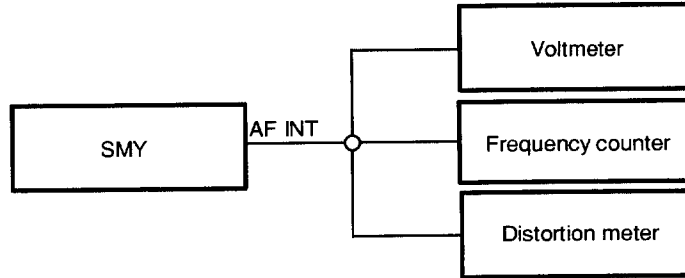 Voltmeter
SMY
AF INT
Frequency counter
Distortion meter